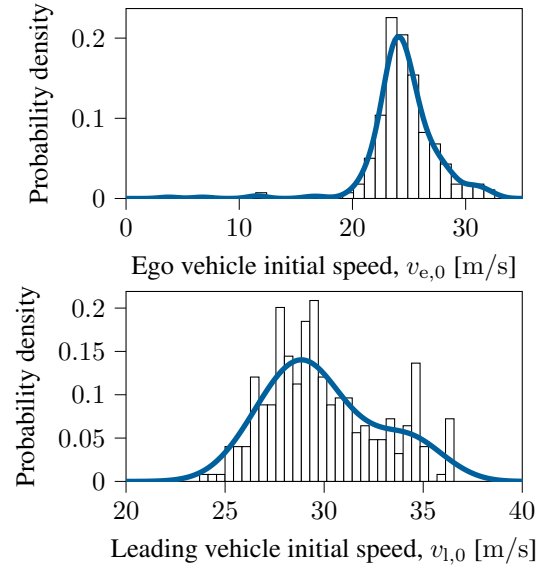 Probability density
0.2
0.1
0
0 10 20 30
Ego vehicle initial speed, v_e,0 [m/s]
Probability density
0.2
0.15
0.1
0.05
0
20 25 30 35 40
Leading vehicle initial speed, v_l,0 [m/s]